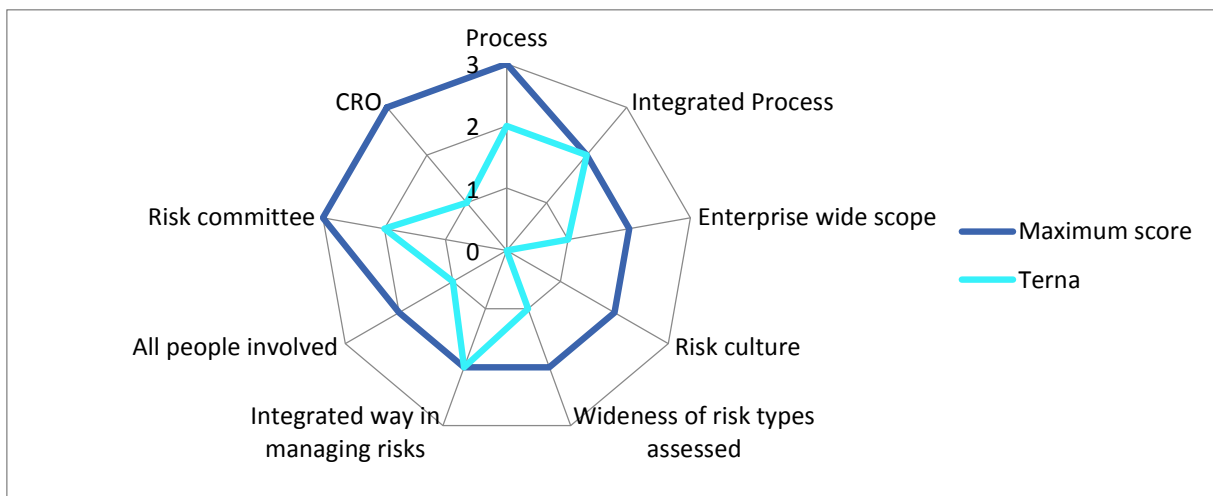 Process
3
CRO
Integrated Process
2
1
Risk committee
Enterprise wide scope
0
Maximum score
Terna
All people involved
Risk culture
Integrated way in
managing risks
Wideness of risk types
assessed